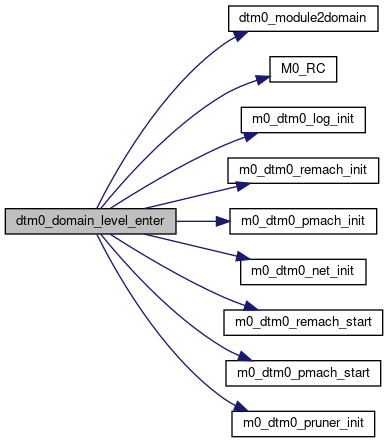 dtm0_module2domain
M0_RC
m0_dtm0_log_init
m0_dtm0_remach_init
dtm0_domain_level_enter
m0_dtm0_pmach_init
m0_dtm0_net_init
m0_dtm0_remach_start
m0_dtm0_pmach_start
m0_dtm0_pruner_init